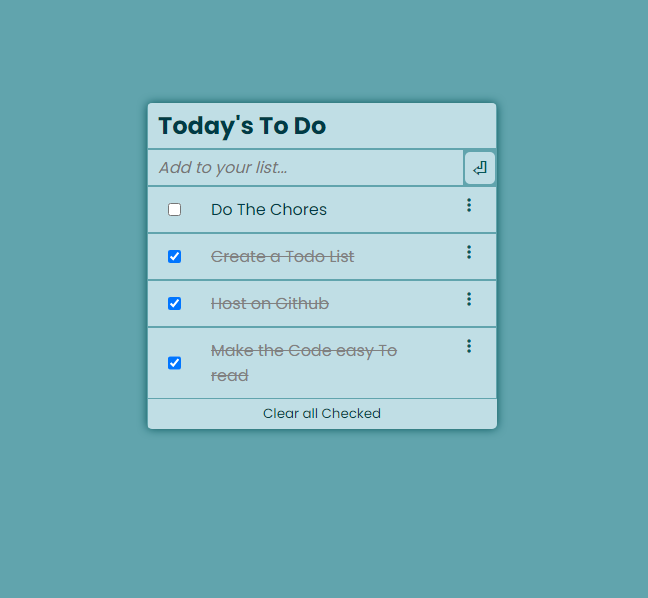 Today's To Do
Add to your list...
Do The Chores
Create a Todo List
Host on Github
Make the Code easy To
read
Clear all Checked